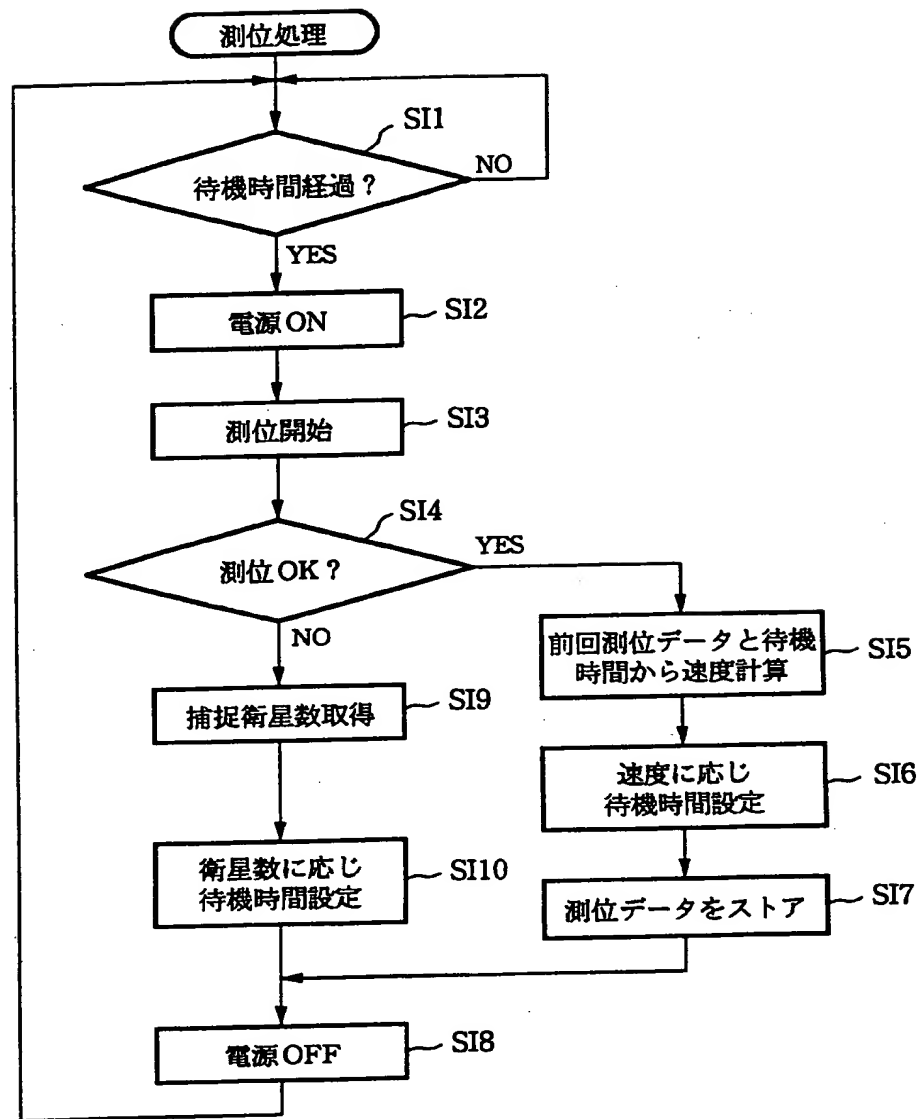 測位処理
SI1
待機時間経過?
NO
YES
電源ON
SI2
測位開始
SI3
SI4
測位OK?
YES
NO
前回測位データと待機
時間から速度計算
SI5
捕捉衛星数取得
SI9
速度に応じ
待機時間設定
SI6
衛星数に応じ
待機時間設定
SI10
測位データをストア
SI7
電源OFF
SI8